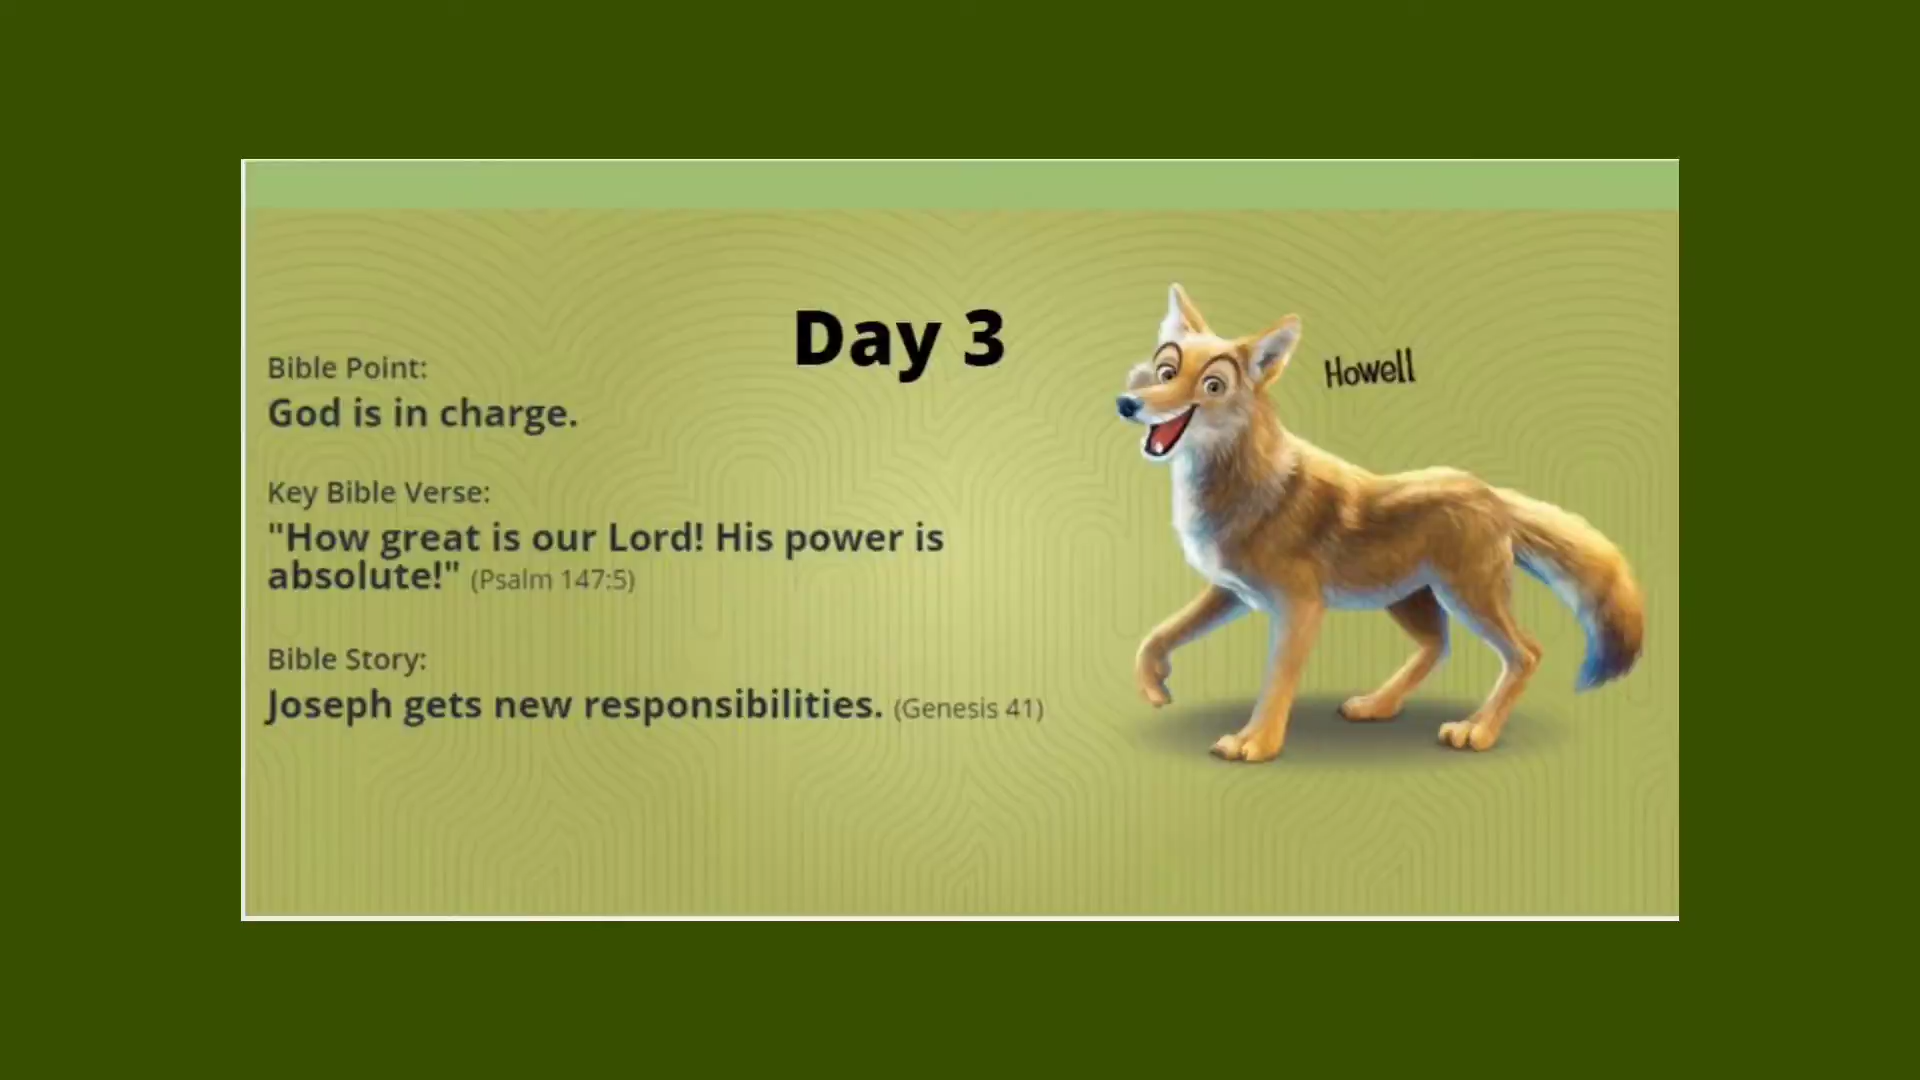 Day 3
Howell
Bible Point:
God is in charge.
Key Bible Verse:
"How great is our Lord! His power is
absolute!" (Psalm 147:5)
Bible Story:
Joseph gets new responsibilities. (Genesis 41)